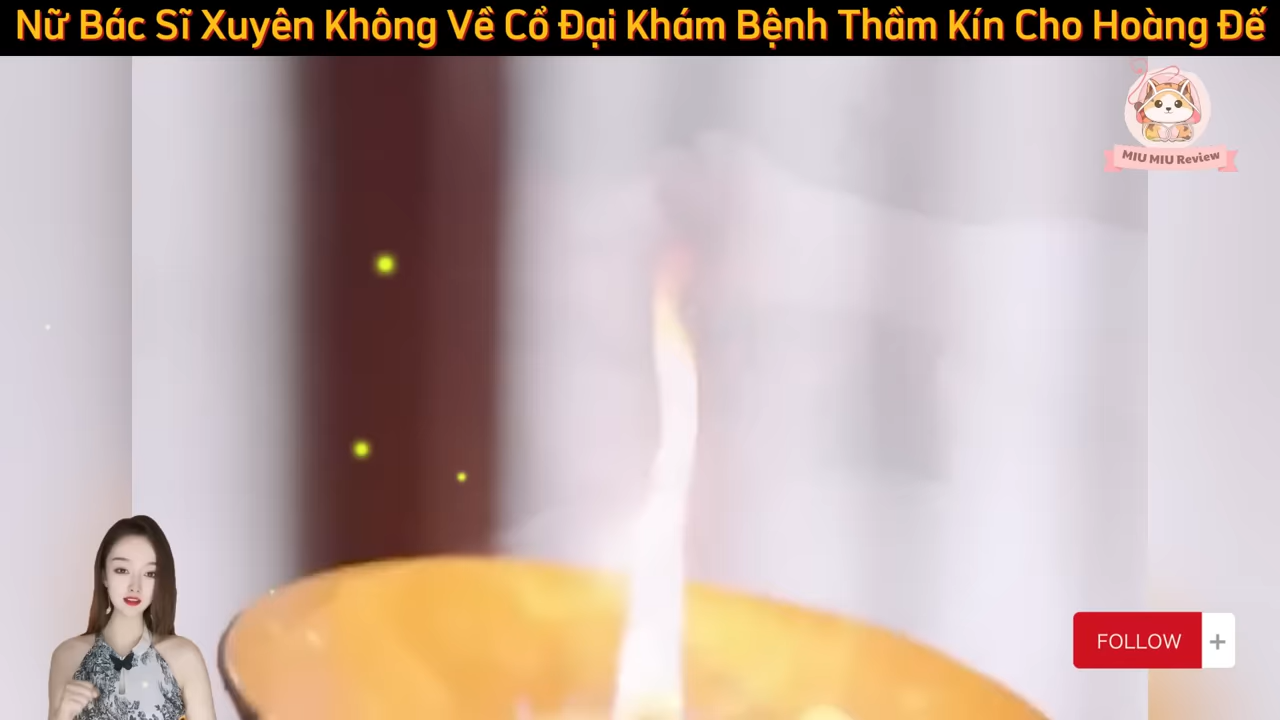 Nữ Bác Sĩ Xuyên Không Về Cổ Đại Khám Bệnh Thầm Kín Cho Hoàng Đế
MIU MIU Review
FOLLOW +